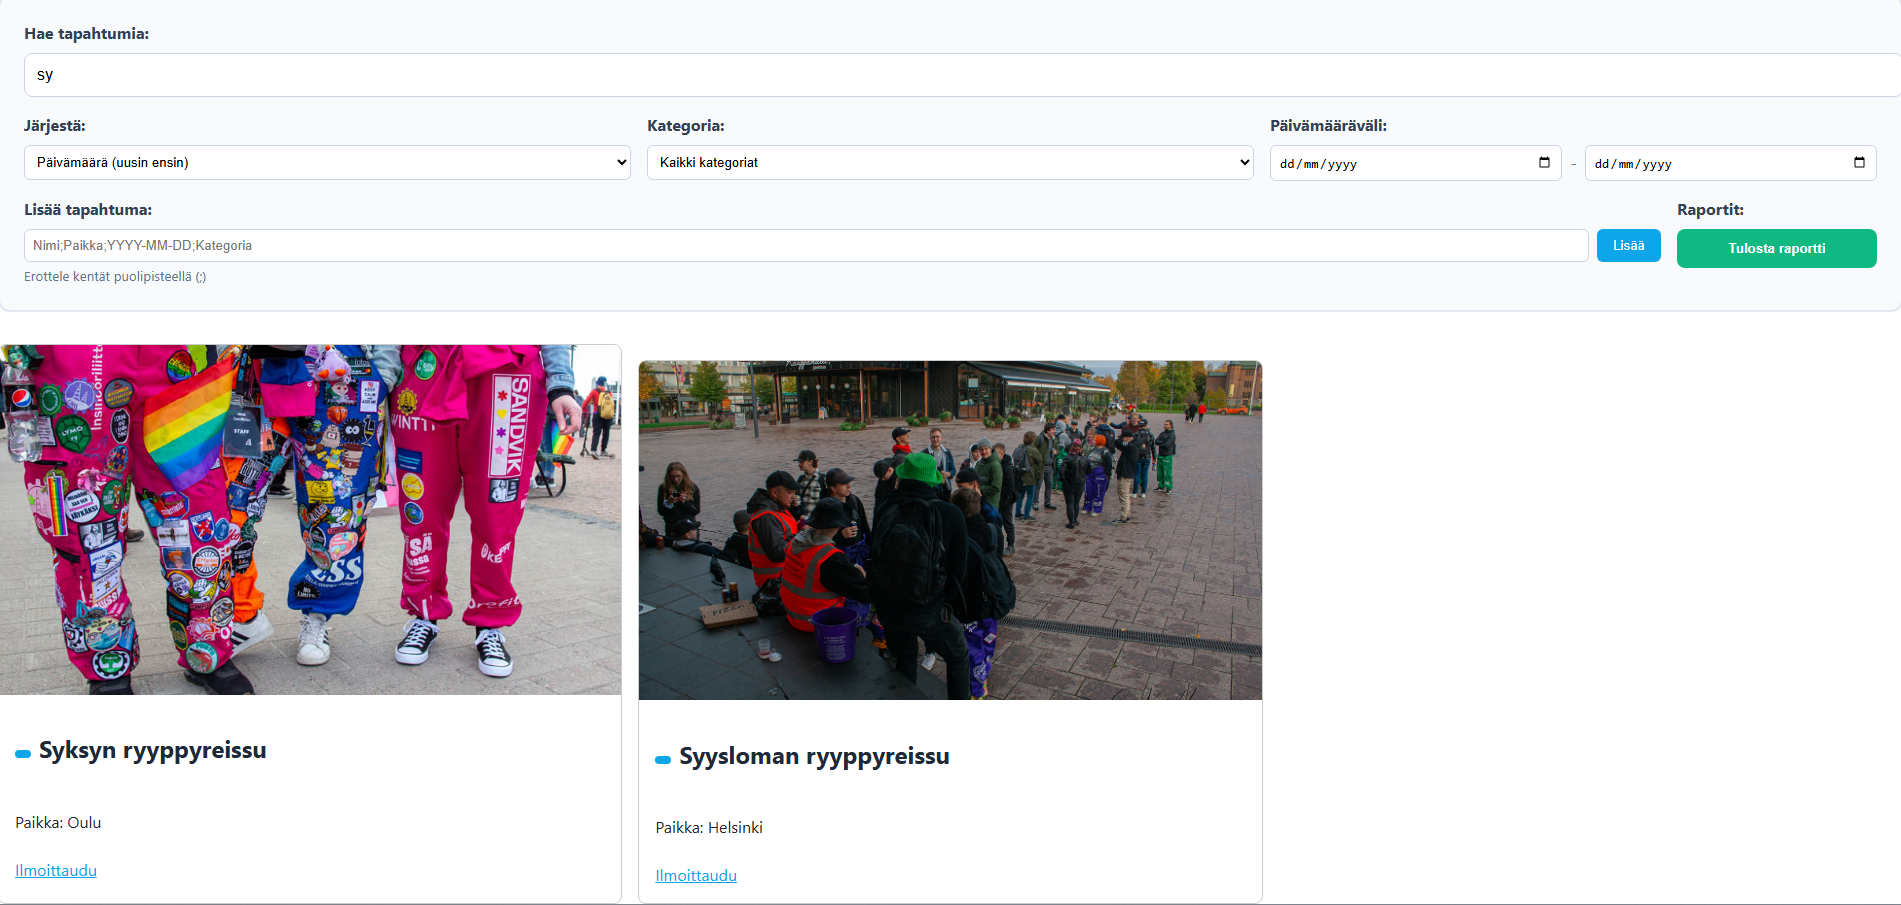 Hae tapahtumia:
sy
Järjestä:
Kategoria:
Päivämääräväli:
Päivämäärä (uusin ensin)
Kaikki kategoriat
dd/mm/yyyy - dd/mm/yyyy
Lisää tapahtuma:
Raportit:
Nimi;Paikka;YYYY-MM-DD;Kategoria
Lisää
Tulosta raportti
Erottele kentät puolipisteellä (;)
LYMO
STAFF
SANDVIK
Syksyn ryyppyreissu
Paikka: Oulu
Ilmoittaudu
Syysloman ryyppyreissu
Paikka: Helsinki
Ilmoittaudu